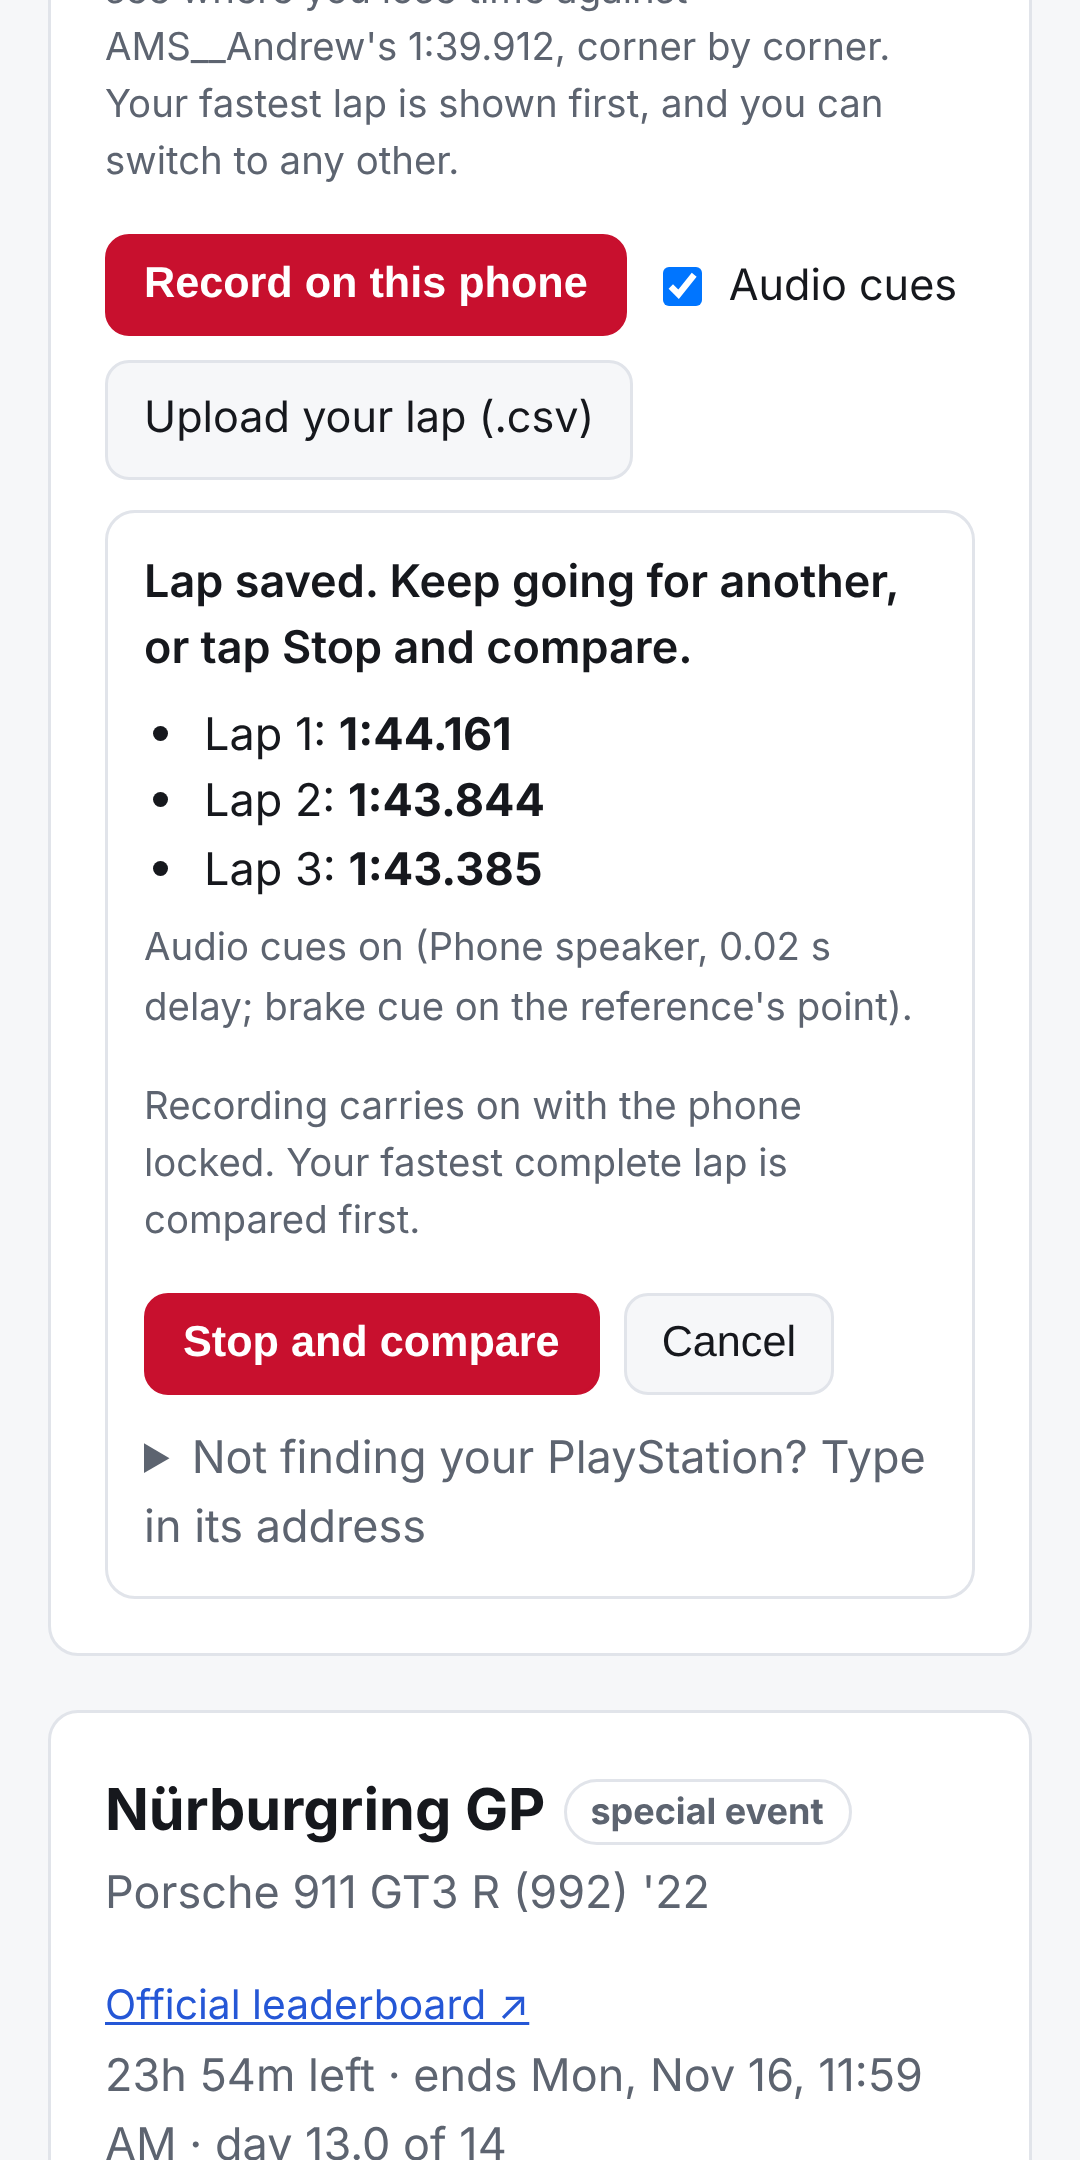 AMS__Andrew's 1:39.912, corner by corner.
Your fastest lap is shown first, and you can
switch to any other.
Record on this phone
Audio cues
Upload your lap (.csv)
Lap saved. Keep going for another,
or tap Stop and compare.
• Lap 1: 1:44.161
• Lap 2: 1:43.844
• Lap 3: 1:43.385
Audio cues on (Phone speaker, 0.02 s
delay; brake cue on the reference's point).
Recording carries on with the phone
locked. Your fastest complete lap is
compared first.
Stop and compare
Cancel
▶ Not finding your PlayStation? Type
in its address
Nürburgring GP
special event
Porsche 911 GT3 R (992) '22
Official leaderboard ↗
23h 54m left · ends Mon, Nov 16, 11:59
AM · day 13.0 of 14